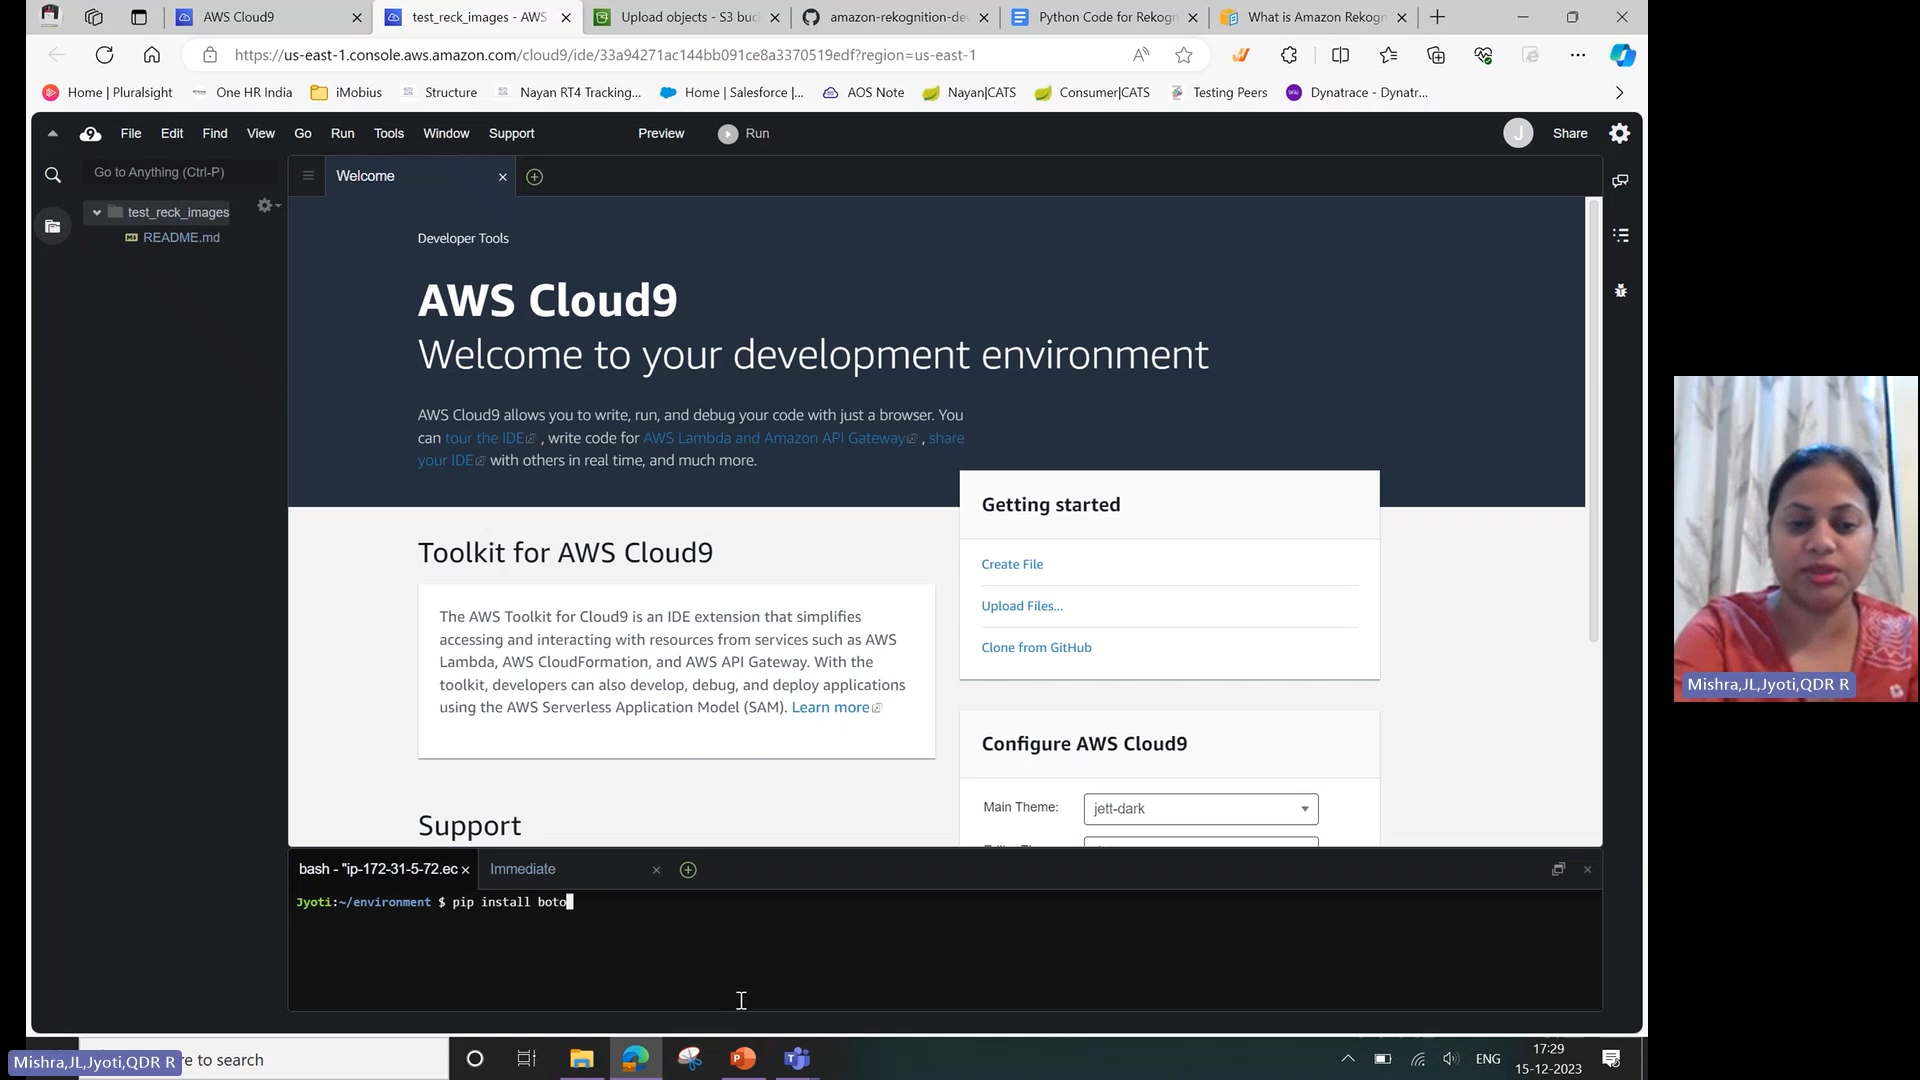 AWS Cloud9
test_reck_images - AWS
Upload objects - S3 buc
amazon-rekognition-de
Python Code for Rekogn
What is Amazon Rekogn
https://us-east-1.console.aws.amazon.com/cloud9/ide/33a94271ac144bb091ce8a3370519edf?region=us-east-1
Home | Pluralsight
One HR India
iMobius
Structure
Nayan RT4 Tracking...
Home | Salesforce |...
AOS Note
Nayan|CATS
Consumer|CATS
Testing Peers
Dynatrace - Dynatr...
9
File
Edit
Find
View
Go
Run
Tools
Window
Support
Preview
Run
J
Share
Go to Anything (Ctrl-P)
test_reck_images
README.md
Welcome
Developer Tools
AWS Cloud9
Welcome to your development environment
AWS Cloud9 allows you to write, run, and debug your code with just a browser. You
can tour the IDE , write code for AWS Lambda and Amazon API Gateway , share
your IDE with others in real time, and much more.
Getting started
Create File
Upload Files...
Clone from GitHub
Toolkit for AWS Cloud9
The AWS Toolkit for Cloud9 is an IDE extension that simplifies
accessing and interacting with resources from services such as AWS
Lambda, AWS CloudFormation, and AWS API Gateway. With the
toolkit, developers can also develop, debug, and deploy applications
using the AWS Serverless Application Model (SAM). Learn more
Configure AWS Cloud9
Main Theme:
jett-dark
Support
bash - "ip-172-31-5-72.ec
Immediate
Jyoti:~/environment $ pip install boto
Mishra,JL,Jyoti,QDR R
Mishra,JL,Jyoti,QDR R
re to search
ENG
17:29
15-12-2023